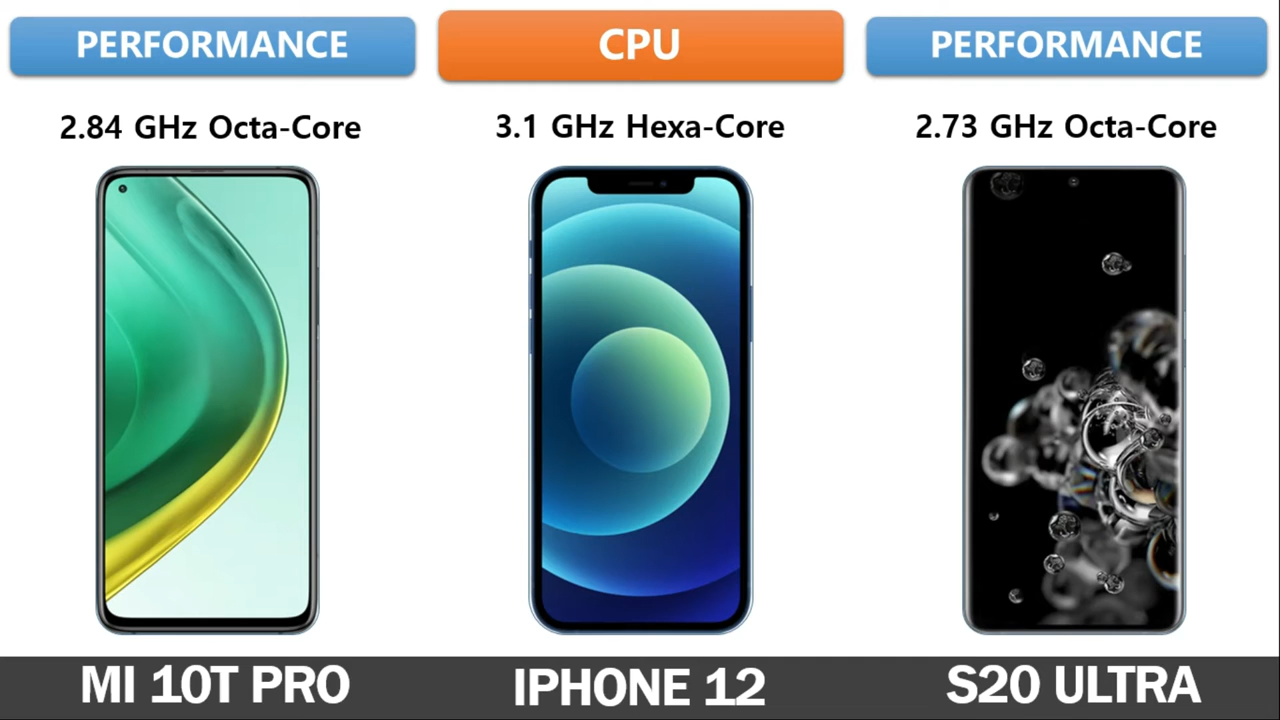 PERFORMANCE
CPU
PERFORMANCE
2.84 GHz Octa-Core
3.1 GHz Hexa-Core
2.73 GHz Octa-Core
MI 10T PRO
IPHONE 12
S20 ULTRA